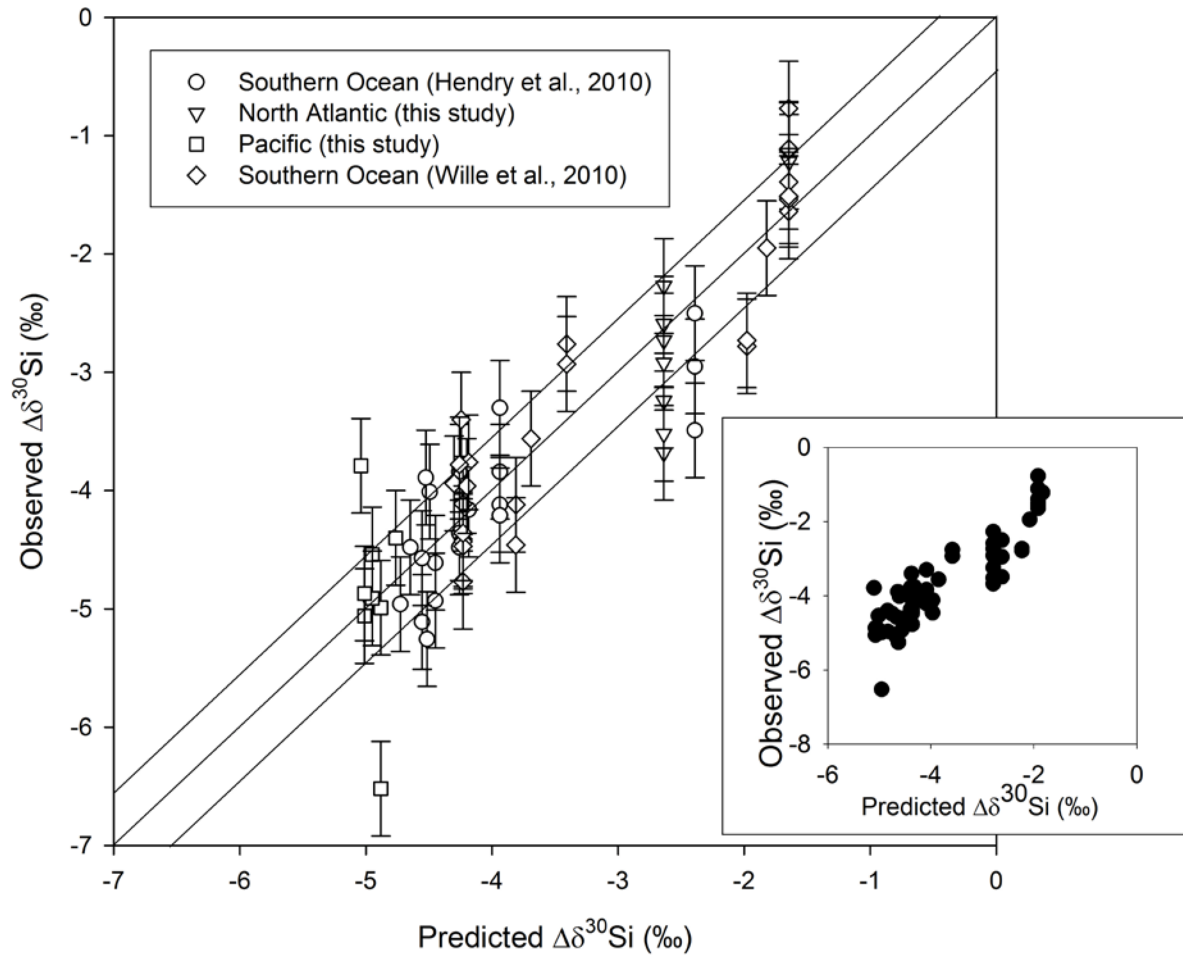 0
-1
-2
-3
-4
-5
-6
-7
Observed Δδ³⁰Si (‰)
Southern Ocean (Hendry et al., 2010)
North Atlantic (this study)
Pacific (this study)
Southern Ocean (Wille et al., 2010)
-7 -6 -5 -4 -3 -2 -1 0
Predicted Δδ³⁰Si (‰)
0
-2
-4
-6
-8
Observed Δδ³⁰Si (‰)
-6 -4 -2 0
Predicted Δδ³⁰Si (‰)